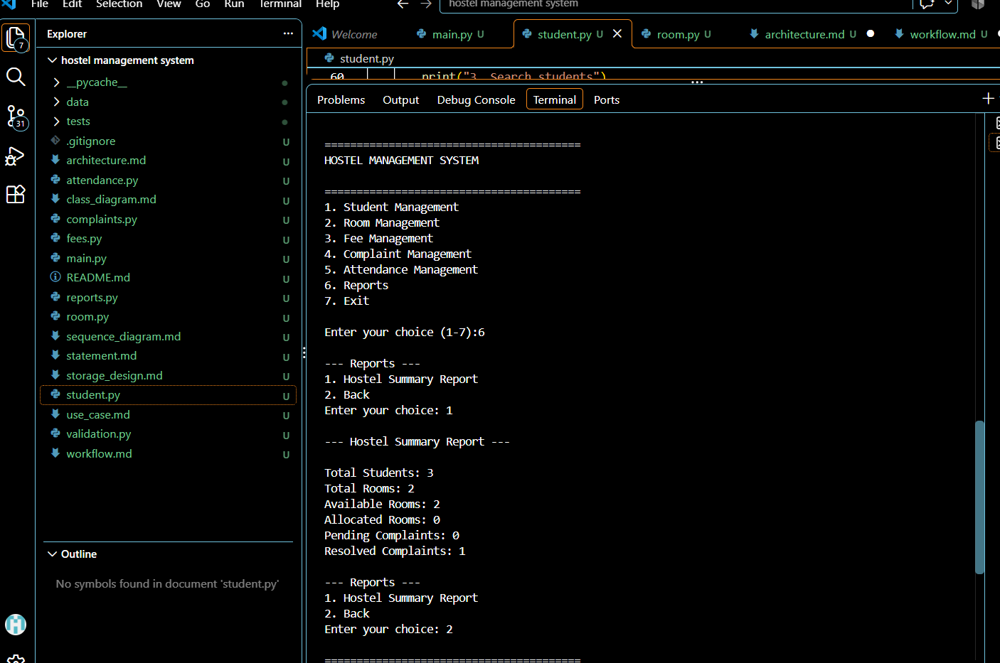 File Edit Selection View Go Run Terminal Help
hostel management system
Explorer
Welcome
main.py U
student.py U
room.py U
architecture.md U
workflow.md U
7
hostel management system
student.py
60 print("3. Search students")
__pycache__
data
tests
.gitignore U
architecture.md U
attendance.py U
class_diagram.md U
complaints.py U
fees.py U
main.py U
README.md U
reports.py U
room.py U
sequence_diagram.md U
statement.md U
storage_design.md U
student.py U
use_case.md U
validation.py U
workflow.md U
31
Outline
No symbols found in document 'student.py'
Problems Output Debug Console Terminal Ports
========================================
HOSTEL MANAGEMENT SYSTEM
========================================
1. Student Management
2. Room Management
3. Fee Management
4. Complaint Management
5. Attendance Management
6. Reports
7. Exit
Enter your choice (1-7):6
--- Reports ---
1. Hostel Summary Report
2. Back
Enter your choice: 1
--- Hostel Summary Report ---
Total Students: 3
Total Rooms: 2
Available Rooms: 2
Allocated Rooms: 0
Pending Complaints: 0
Resolved Complaints: 1
--- Reports ---
1. Hostel Summary Report
2. Back
Enter your choice: 2
========================================